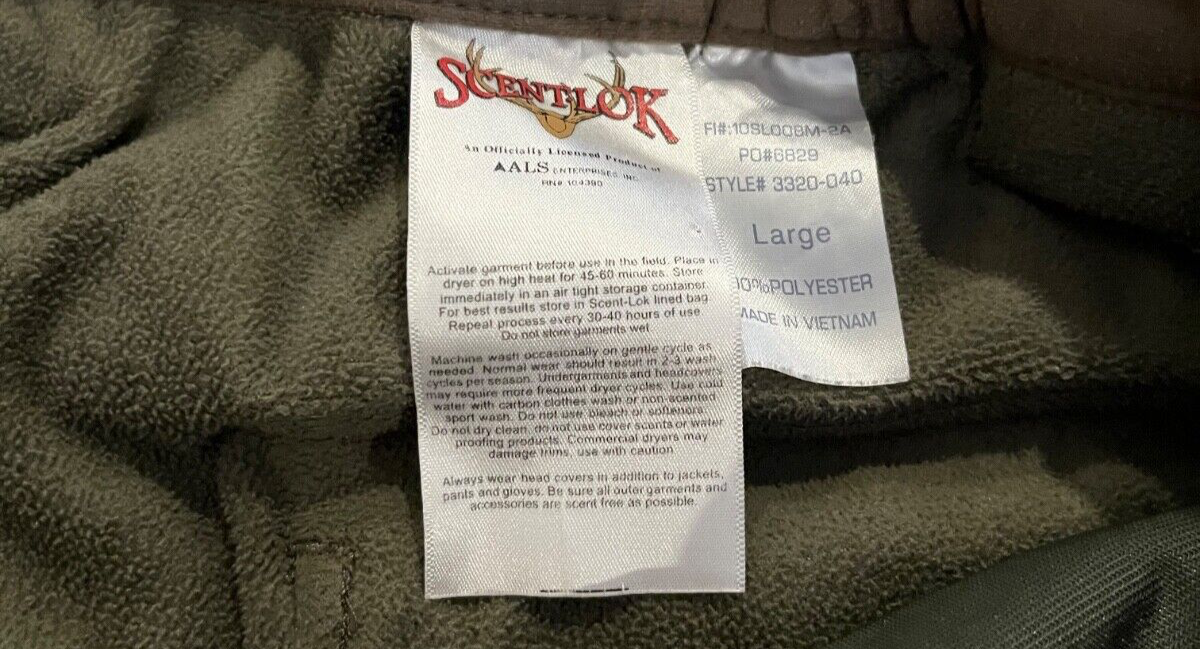 SCENT-LOK
An Officially Licensed Product of
ALS ENTERPRISES, INC.
RN# 104390
Activate garment before use in the field. Place in
dryer on high heat for 45-60 minutes. Store
immediately in an air tight storage container.
For best results store in Scent-Lok lined bag.
Repeat process every 30-40 hours of use
Do not store garments wet
Machine wash occasionally on gentle cycle as
needed. Normal wear should result in 2-3 wash
cycles per season. Undergarments and headcovers
may require more frequent dryer cycles. Use cold
water with carbon clothes wash or non-scented
sport wash. Do not use bleach or softeners.
Do not dry clean, do not use cover scents or water
proofing products. Commercial dryers may
damage trims, use with caution
Always wear head covers in addition to jackets,
pants and gloves. Be sure all outer garments and
accessories are scent free as possible.
FI#:10SL008M-2A
PO#6829
STYLE# 3320-040
Large
00%POLYESTER
MADE IN VIETNAM